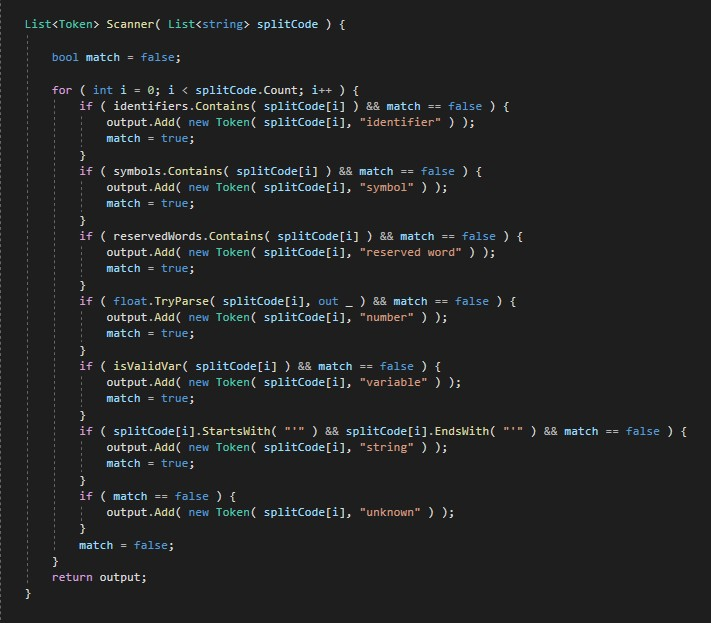 List<Token> Scanner( List<string> splitCode ) {
bool match = false;
for ( int i = 0; i < splitCode.Count; i++ ) {
if ( identifiers.Contains( splitCode[i] ) && match == false ) {
output.Add( new Token( splitCode[i], "identifier" ) );
match = true;
}
if ( symbols.Contains( splitCode[i] ) && match == false ) {
output.Add( new Token( splitCode[i], "symbol" ) );
match = true;
}
if ( reservedWords.Contains( splitCode[i] ) && match == false ) {
output.Add( new Token( splitCode[i], "reserved word" ) );
match = true;
}
if ( float.TryParse( splitCode[i], out _ ) && match == false ) {
output.Add( new Token( splitCode[i], "number" ) );
match = true;
}
if ( isValidVar( splitCode[i] ) && match == false ) {
output.Add( new Token( splitCode[i], "variable" ) );
match = true;
}
if ( splitCode[i].StartsWith( "'" ) && splitCode[i].EndsWith( "'" ) && match == false ) {
output.Add( new Token( splitCode[i], "string" ) );
match = true;
}
if ( match == false ) {
output.Add( new Token( splitCode[i], "unknown" ) );
}
match = false;
}
return output;
}